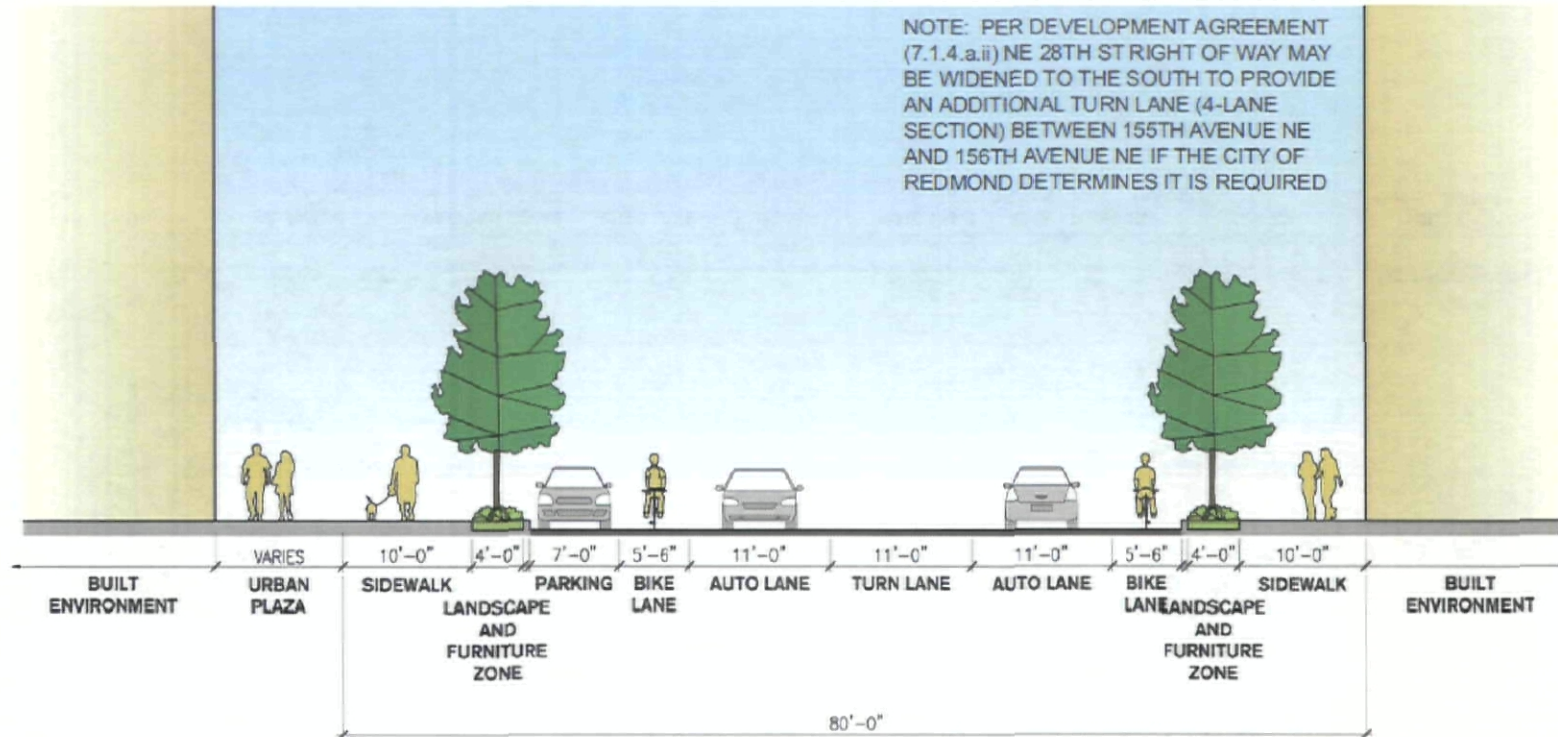 NOTE: PER DEVELOPMENT AGREEMENT
(7.1.4.a.ii) NE 28TH ST RIGHT OF WAY MAY
BE WIDENED TO THE SOUTH TO PROVIDE
AN ADDITIONAL TURN LANE (4-LANE
SECTION) BETWEEN 155TH AVENUE NE
AND 156TH AVENUE NE IF THE CITY OF
REDMOND DETERMINES IT IS REQUIRED
VARIES 10'-0" 4'-0" 7'-0" 5'-6" 11'-0" 11'-0" 11'-0" 5'-6" 4'-0" 10'-0"
BUILT
ENVIRONMENT
URBAN
PLAZA
SIDEWALK
LANDSCAPE
AND
FURNITURE
ZONE
PARKING
BIKE
LANE
AUTO LANE
TURN LANE
AUTO LANE
BIKE
LANE
LANDSCAPE
AND
FURNITURE
ZONE
SIDEWALK
BUILT
ENVIRONMENT
80'-0"